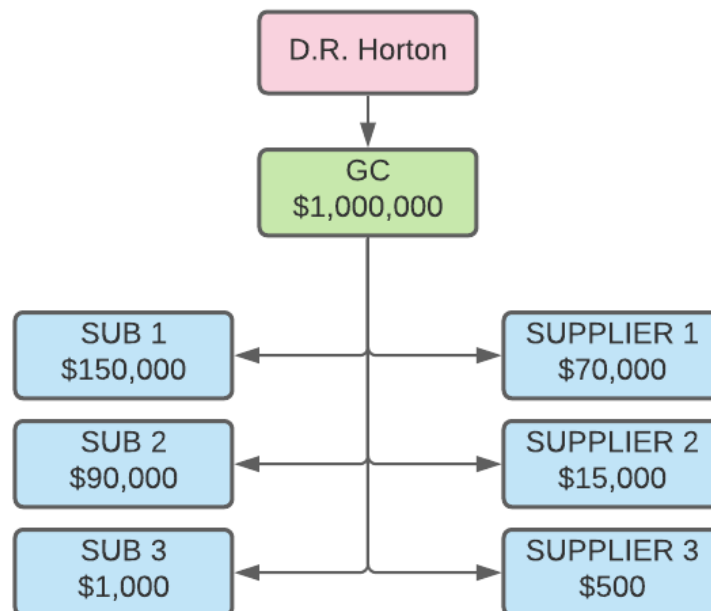 D.R. Horton
GC
$1,000,000
SUB 1
$150,000
SUPPLIER 1
$70,000
SUB 2
$90,000
SUPPLIER 2
$15,000
SUB 3
$1,000
SUPPLIER 3
$500